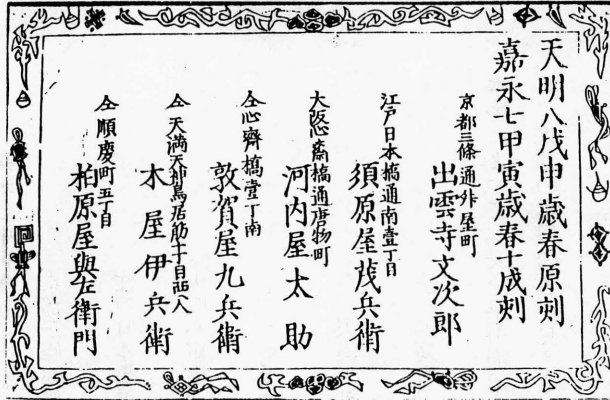 天明八戊申歳春原刻
嘉永七甲寅歳春十成刻
京都三條通舛屋町
出雲寺文次郎
江戸日本橋通南壹丁目
須原屋茂兵衛
大阪心齋橋通唐物町
河内屋太助
仝心齊橋壹丁南
敦賀屋九兵衛
仝天満天神鳥居筋十丁目西へ入
木屋伊兵衛
仝順慶町五丁目
柏原屋與左衛門